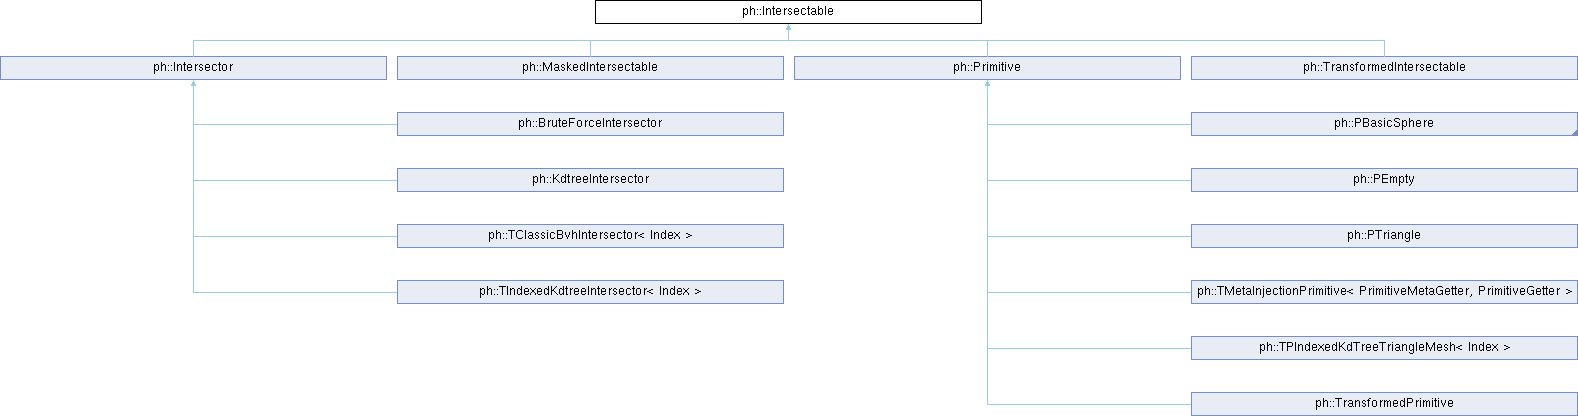 ph::Intersectable
ph::Intersector
ph::MaskedIntersectable
ph::Primitive
ph::TransformedIntersectable
ph::BruteForceIntersector
ph::PBasicSphere
ph::KdtreeIntersector
ph::PEmpty
ph::TClassicBvhIntersector< Index >
ph::PTriangle
ph::TIndexedKdtreeIntersector< Index >
ph::TMetaInjectionPrimitive< PrimitiveMetaGetter, PrimitiveGetter >
ph::TPIndexedKdTreeTriangleMesh< Index >
ph::TransformedPrimitive